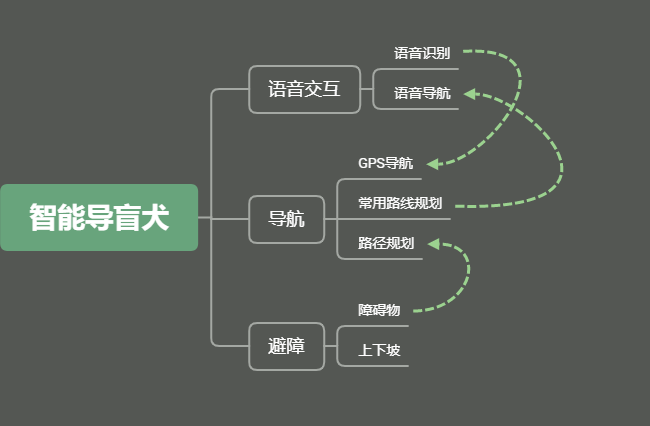 智能导盲犬
语音交互
语音识别
语音导航
导航
GPS导航
常用路线规划
路径规划
避障
障碍物
上下坡